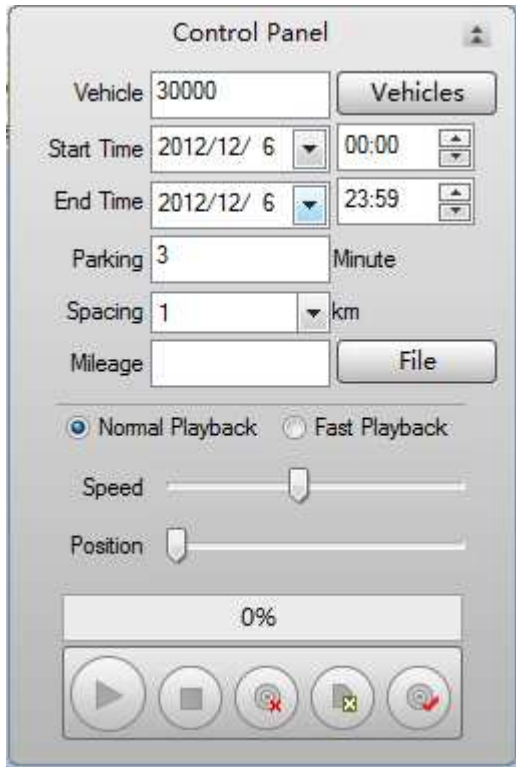 Control Panel
Vehicle 30000 Vehicles
Start Time 2012/12/ 6 00:00
End Time 2012/12/ 6 23:59
Parking 3 Minute
Spacing 1 km
Mileage File
Normal Playback Fast Playback
Speed
Position
0%